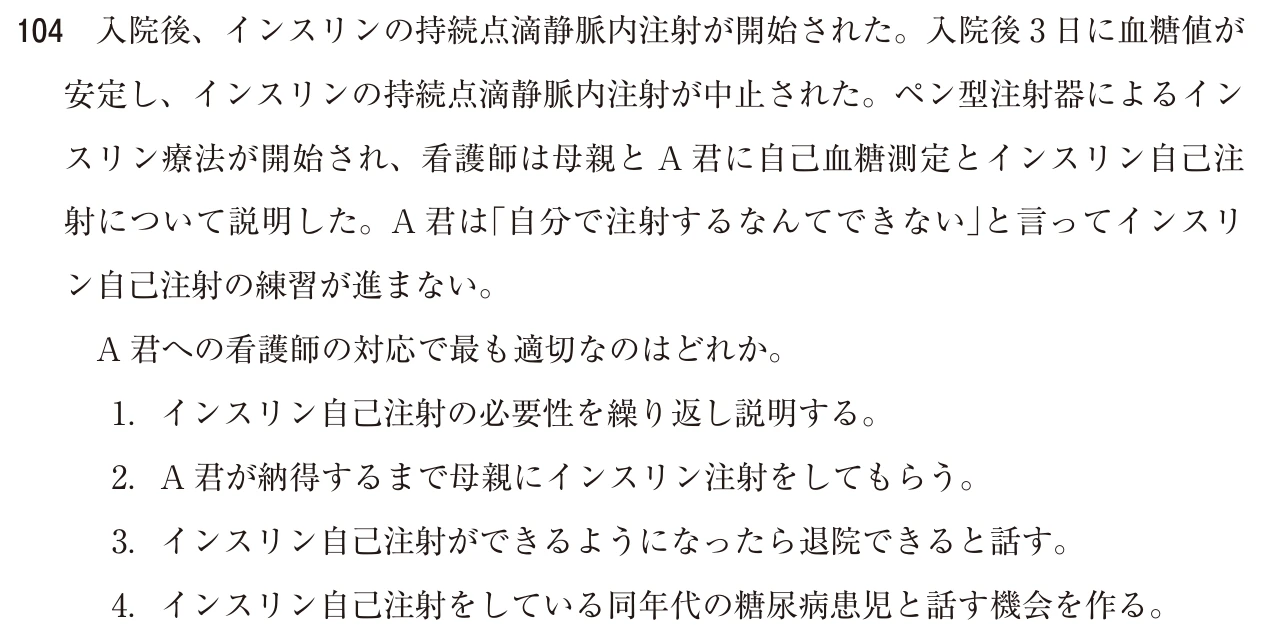 104　入院後、インスリンの持続点滴静脈内注射が開始された。入院後3日に血糖値が
安定し、インスリンの持続点滴静脈内注射が中止された。ペン型注射器によるイン
スリン療法が開始され、看護師は母親とA君に自己血糖測定とインスリン自己注
射について説明した。A君は「自分で注射するなんてできない」と言ってインスリ
ン自己注射の練習が進まない。
A君への看護師の対応で最も適切なのはどれか。
1. インスリン自己注射の必要性を繰り返し説明する。
2. A君が納得するまで母親にインスリン注射をしてもらう。
3. インスリン自己注射ができるようになったら退院できると話す。
4. インスリン自己注射をしている同年代の糖尿病患児と話す機会を作る。